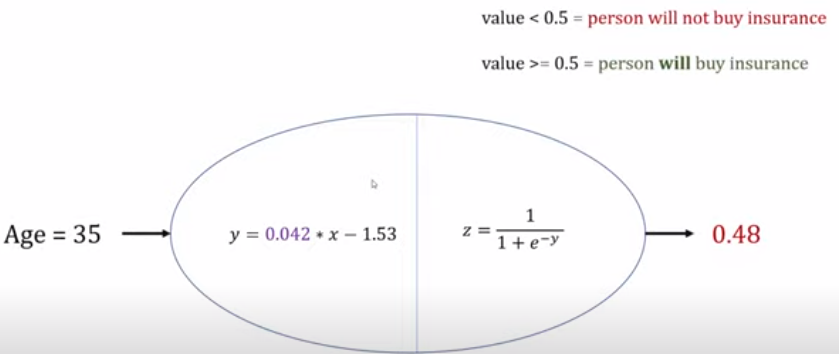 value < 0.5 = person will not buy insurance
value >= 0.5 = person will buy insurance
Age = 35
y = 0.042 * x − 1.53
z = 1 / 1 + e^−y
0.48